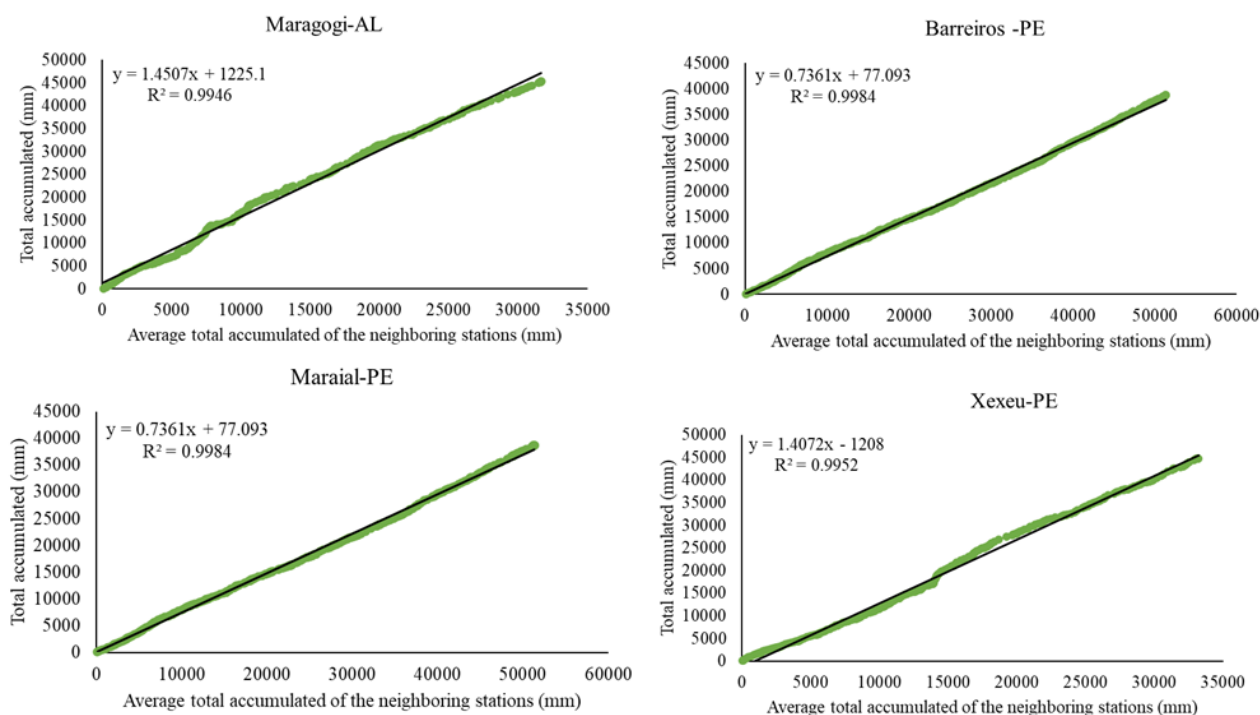 Maragogi-AL
y = 1.4507x + 1225.1
R² = 0.9946
Total accumulated (mm)
50000
45000
40000
35000
30000
25000
20000
15000
10000
5000
0
0 5000 10000 15000 20000 25000 30000 35000
Average total accumulated of the neighboring stations (mm)
Barreiros -PE
y = 0.7361x + 77.093
R² = 0.9984
Total accumulated (mm)
45000
40000
35000
30000
25000
20000
15000
10000
5000
0
0 10000 20000 30000 40000 50000 60000
Average total accumulated of the neighboring stations (mm)
Maraial-PE
y = 0.7361x + 77.093
R² = 0.9984
Total accumulated (mm)
45000
40000
35000
30000
25000
20000
15000
10000
5000
0
0 10000 20000 30000 40000 50000 60000
Average total accumulated of the neighboring stations (mm)
Xexeu-PE
y = 1.4072x - 1208
R² = 0.9952
Total accumulated (mm)
50000
45000
40000
35000
30000
25000
20000
15000
10000
5000
0
0 5000 10000 15000 20000 25000 30000 35000
Average total accumulated of the neighboring stations (mm)